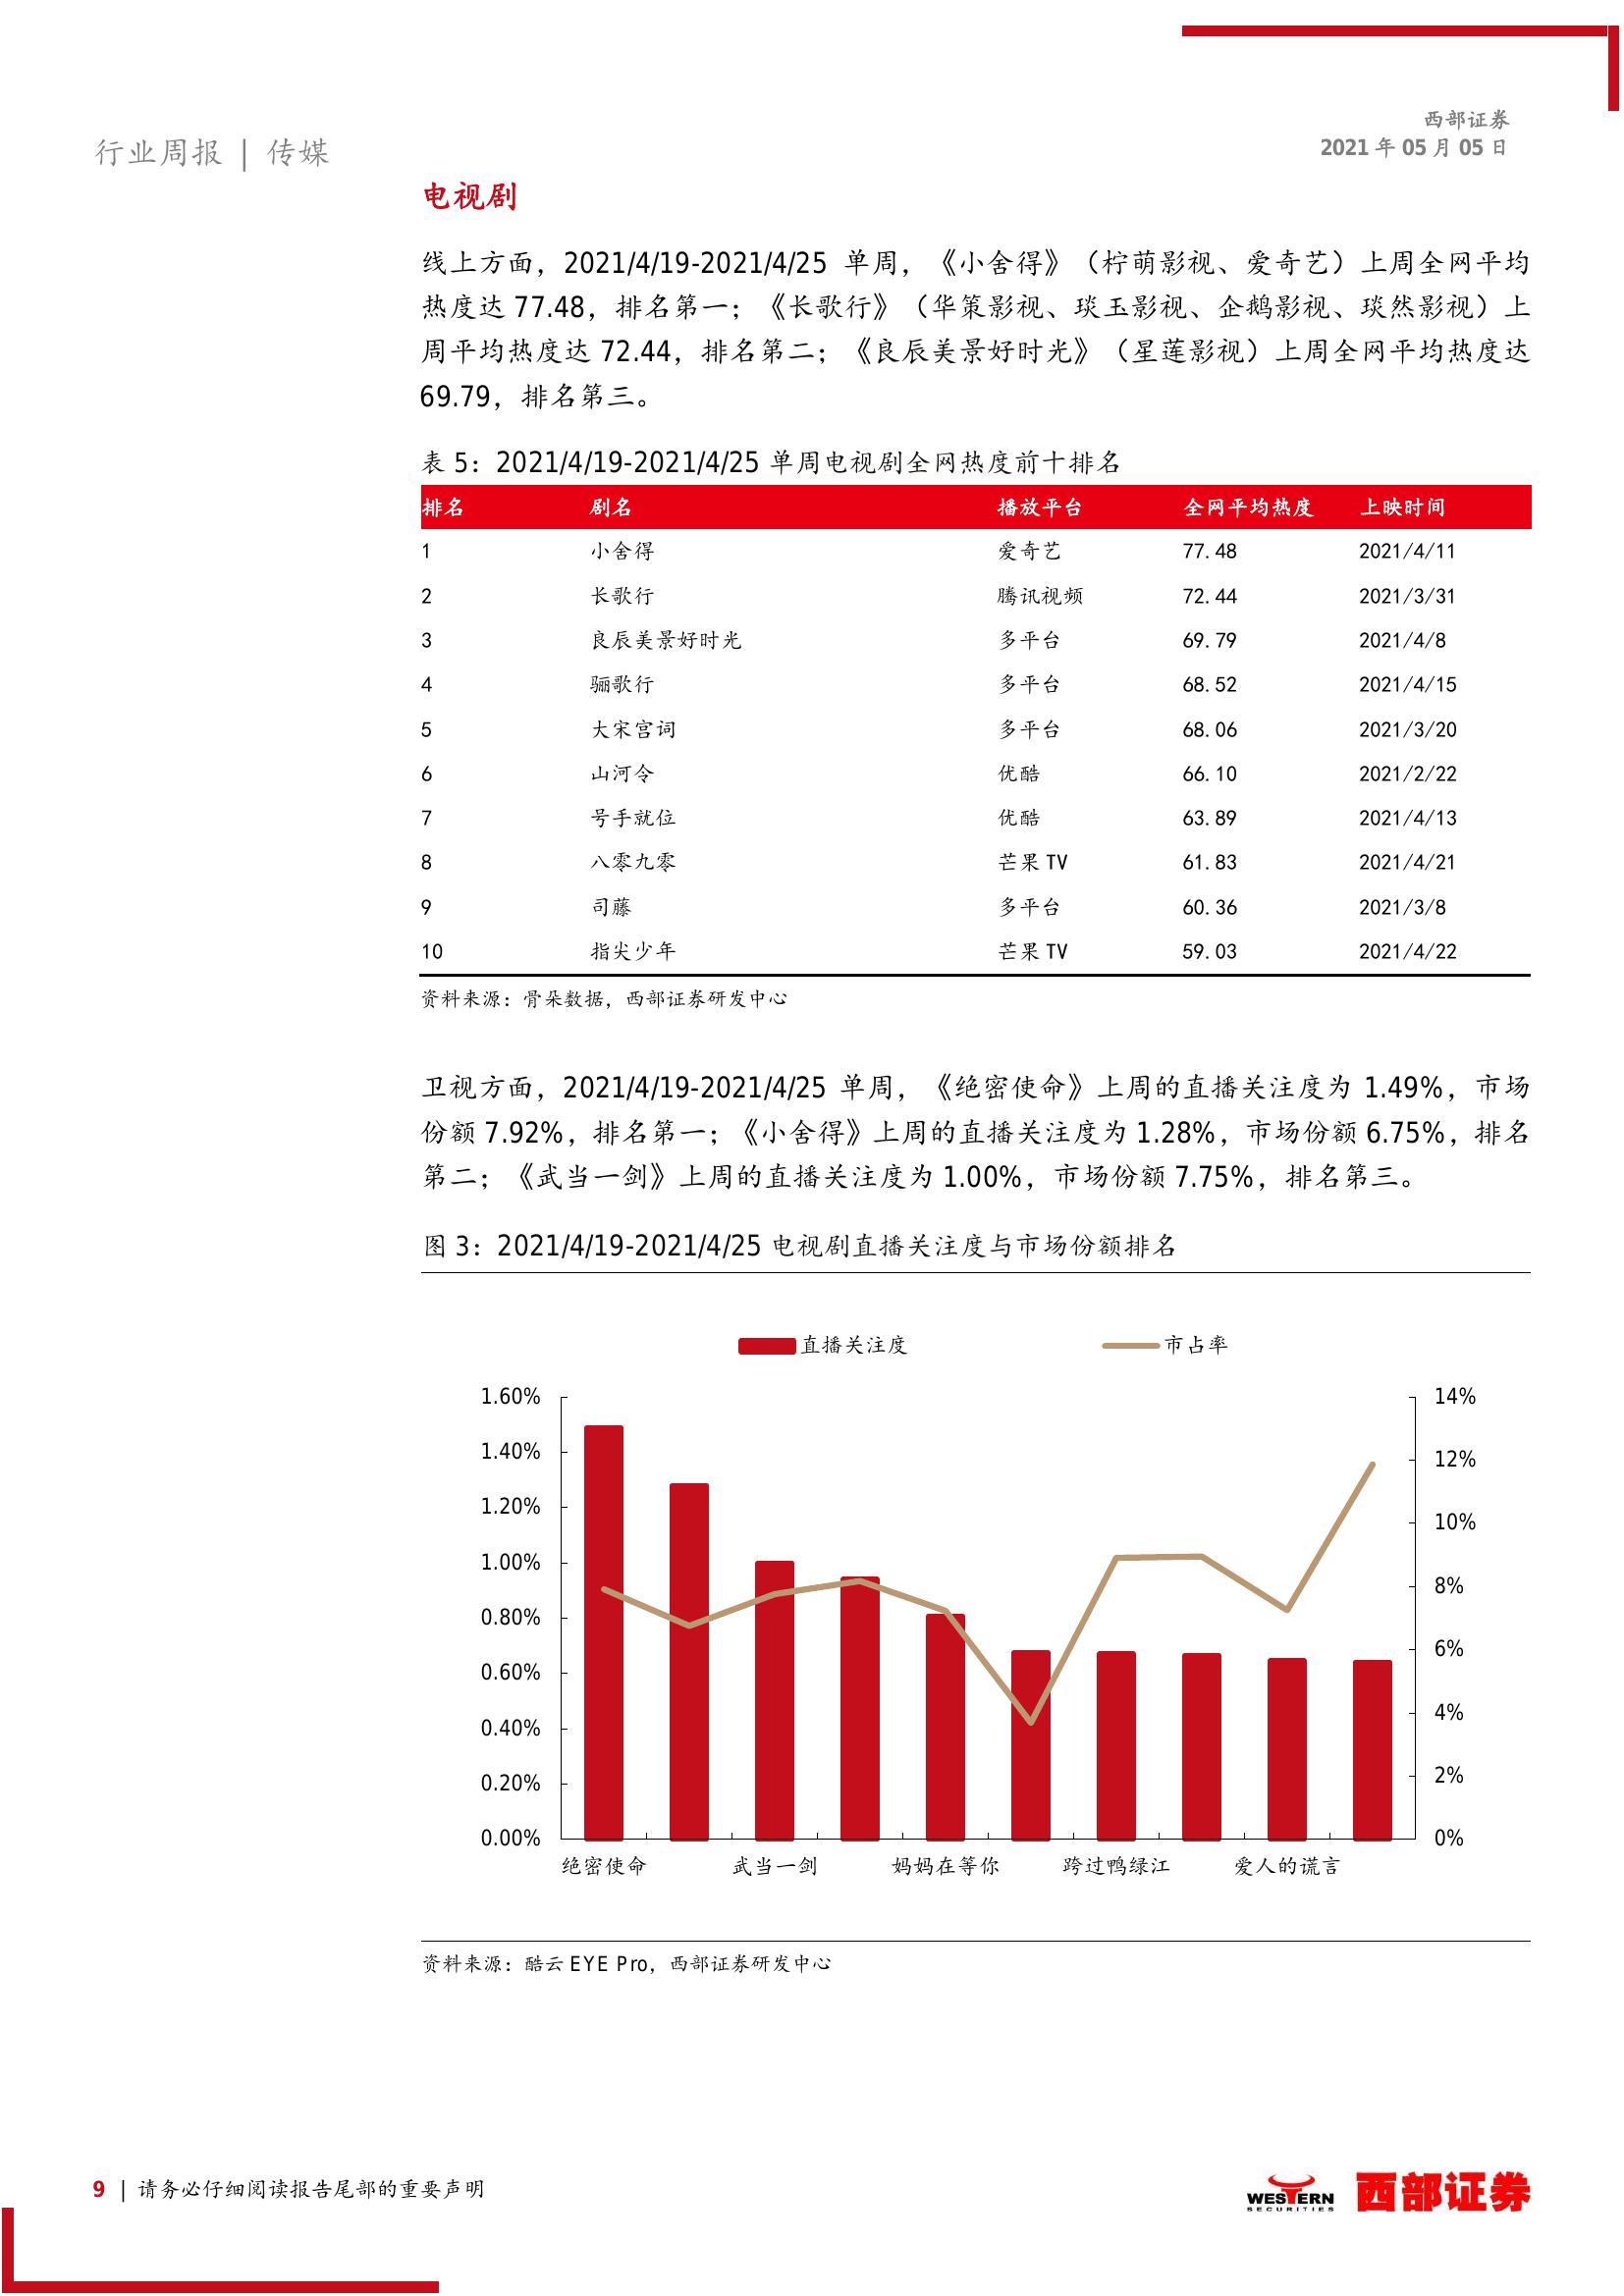 西部证券
2021 年 05 月 05 日
行业周报 | 传媒
电视剧
线上方面，2021/4/19-2021/4/25 单周，《小舍得》（柠萌影视、爱奇艺）上周全网平均
热度达 77.48，排名第一；《长歌行》（华策影视、琰玉影视、企鹅影视、琰然影视）上
周平均热度达 72.44，排名第二；《良辰美景好时光》（星莲影视）上周全网平均热度达
69.79，排名第三。
表 5：2021/4/19-2021/4/25 单周电视剧全网热度前十排名
排名 剧名 播放平台 全网平均热度 上映时间
1 小舍得 爱奇艺 77.48 2021/4/11
2 长歌行 腾讯视频 72.44 2021/3/31
3 良辰美景好时光 多平台 69.79 2021/4/8
4 骊歌行 多平台 68.52 2021/4/15
5 大宋宫词 多平台 68.06 2021/3/20
6 山河令 优酷 66.10 2021/2/22
7 号手就位 优酷 63.89 2021/4/13
8 八零九零 芒果 TV 61.83 2021/4/21
9 司藤 多平台 60.36 2021/3/8
10 指尖少年 芒果 TV 59.03 2021/4/22
资料来源：骨朵数据，西部证券研发中心
卫视方面，2021/4/19-2021/4/25 单周，《绝密使命》上周的直播关注度为 1.49%，市场
份额 7.92%，排名第一；《小舍得》上周的直播关注度为 1.28%，市场份额 6.75%，排名
第二；《武当一剑》上周的直播关注度为 1.00%，市场份额 7.75%，排名第三。
图 3：2021/4/19-2021/4/25 电视剧直播关注度与市场份额排名
直播关注度 市占率
1.60% 14%
1.40% 12%
1.20% 10%
1.00% 8%
0.80% 6%
0.60% 4%
0.40% 2%
0.20% 0%
0.00%
绝密使命 武当一剑 妈妈在等你 跨过鸭绿江 爱人的谎言
资料来源：酷云 EYE Pro，西部证券研发中心
9 | 请务必仔细阅读报告尾部的重要声明
WESTERN
SECURITIES
西部证券